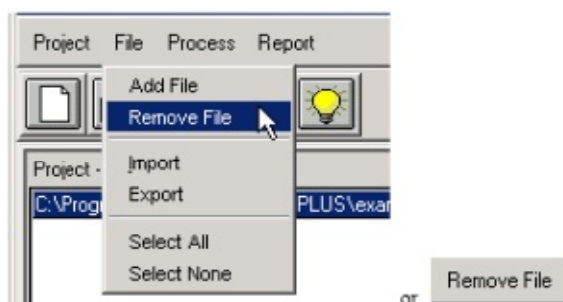 Project File Process Report
Add File
Remove File
Import
Project -
Export
C:\Prog PLUS\exar
Select All
Select None
or Remove File